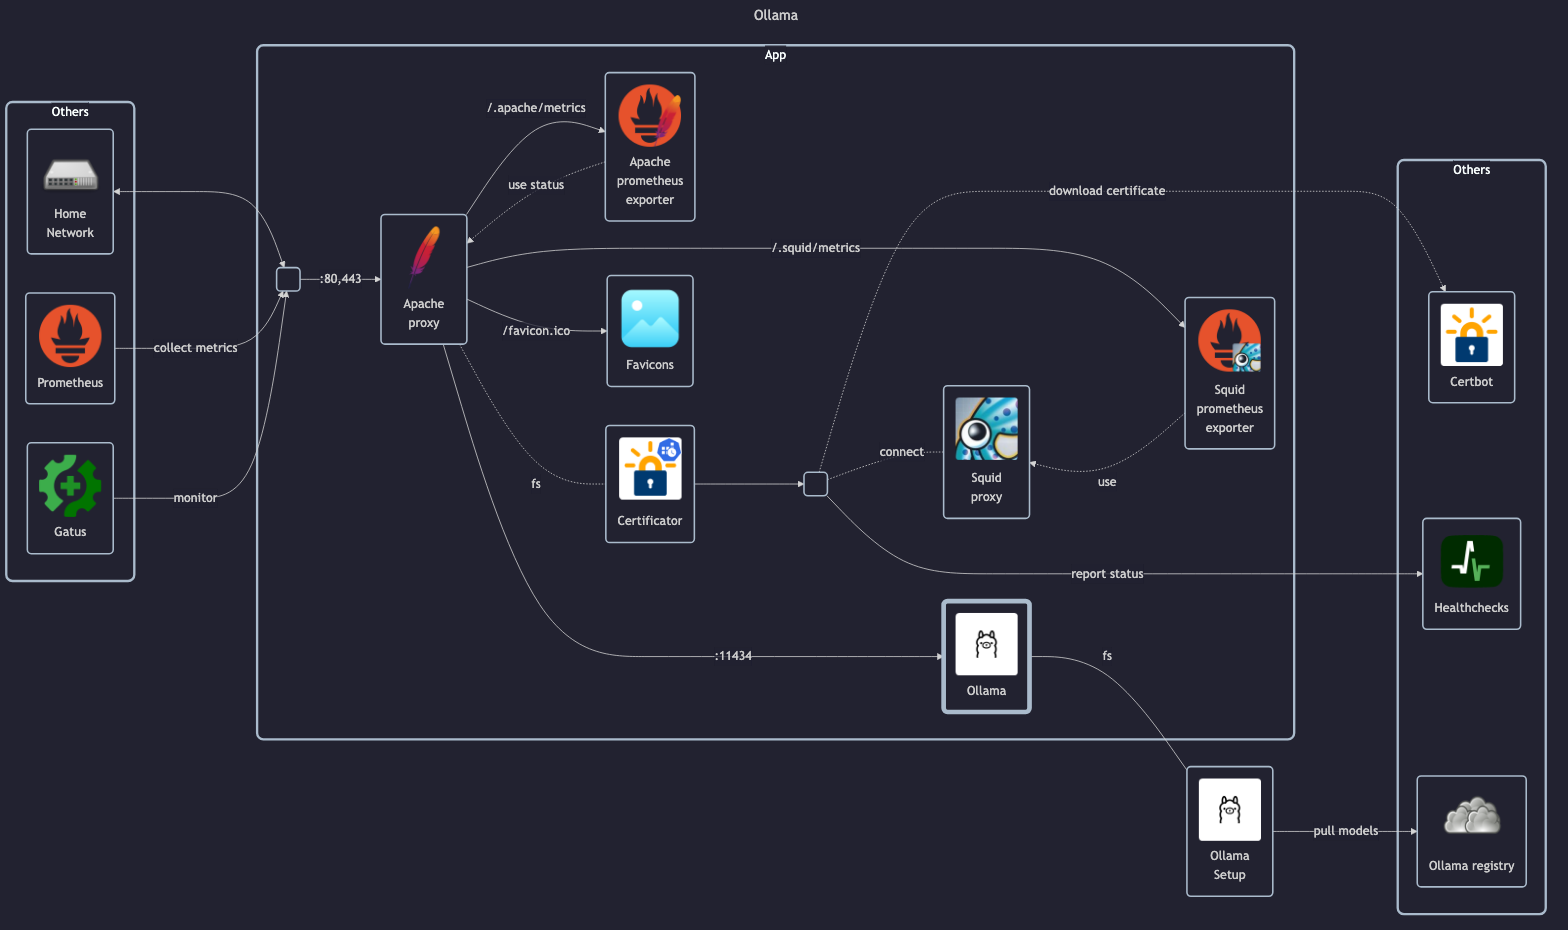 Ollama
App
Others
Home
Network
Prometheus
Gatus
collect metrics
monitor
:80,443
Apache
proxy
/.apache/metrics
use status
Apache
prometheus
exporter
/.squid/metrics
/favicon.ico
Favicons
fs
Certificator
:11434
download certificate
connect
Squid
proxy
use
Squid
prometheus
exporter
report status
Ollama
fs
Ollama
Setup
pull models
Others
Certbot
Healthchecks
Ollama registry